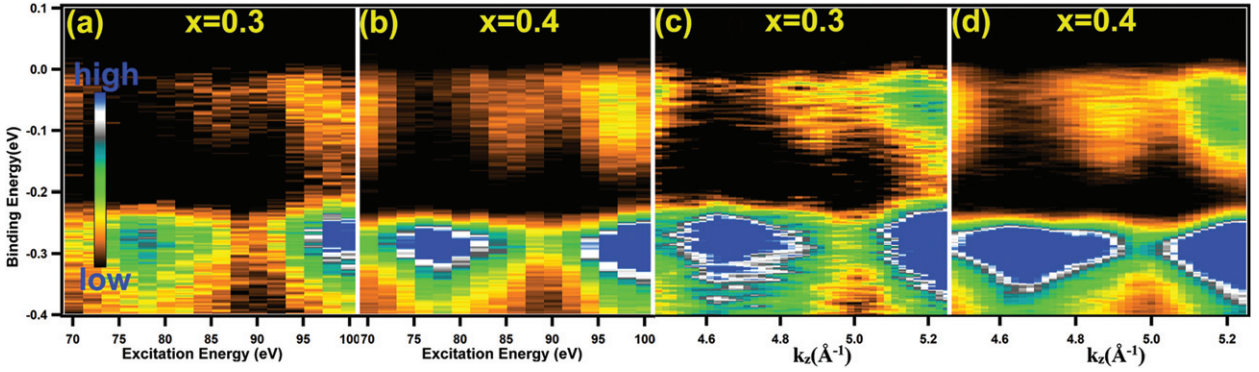 (a) x=0.3 (b) x=0.4 (c) x=0.3 (d) x=0.4
high
low
Binding Energy(eV)
0.1
0.0
-0.1
-0.2
-0.3
-0.4
70 75 80 85 90 95 100
Excitation Energy (eV)
70 75 80 85 90 95 100
Excitation Energy (eV)
4.6 4.8 5.0 5.2
kz(Å-1)
4.6 4.8 5.0 5.2
kz(Å-1)